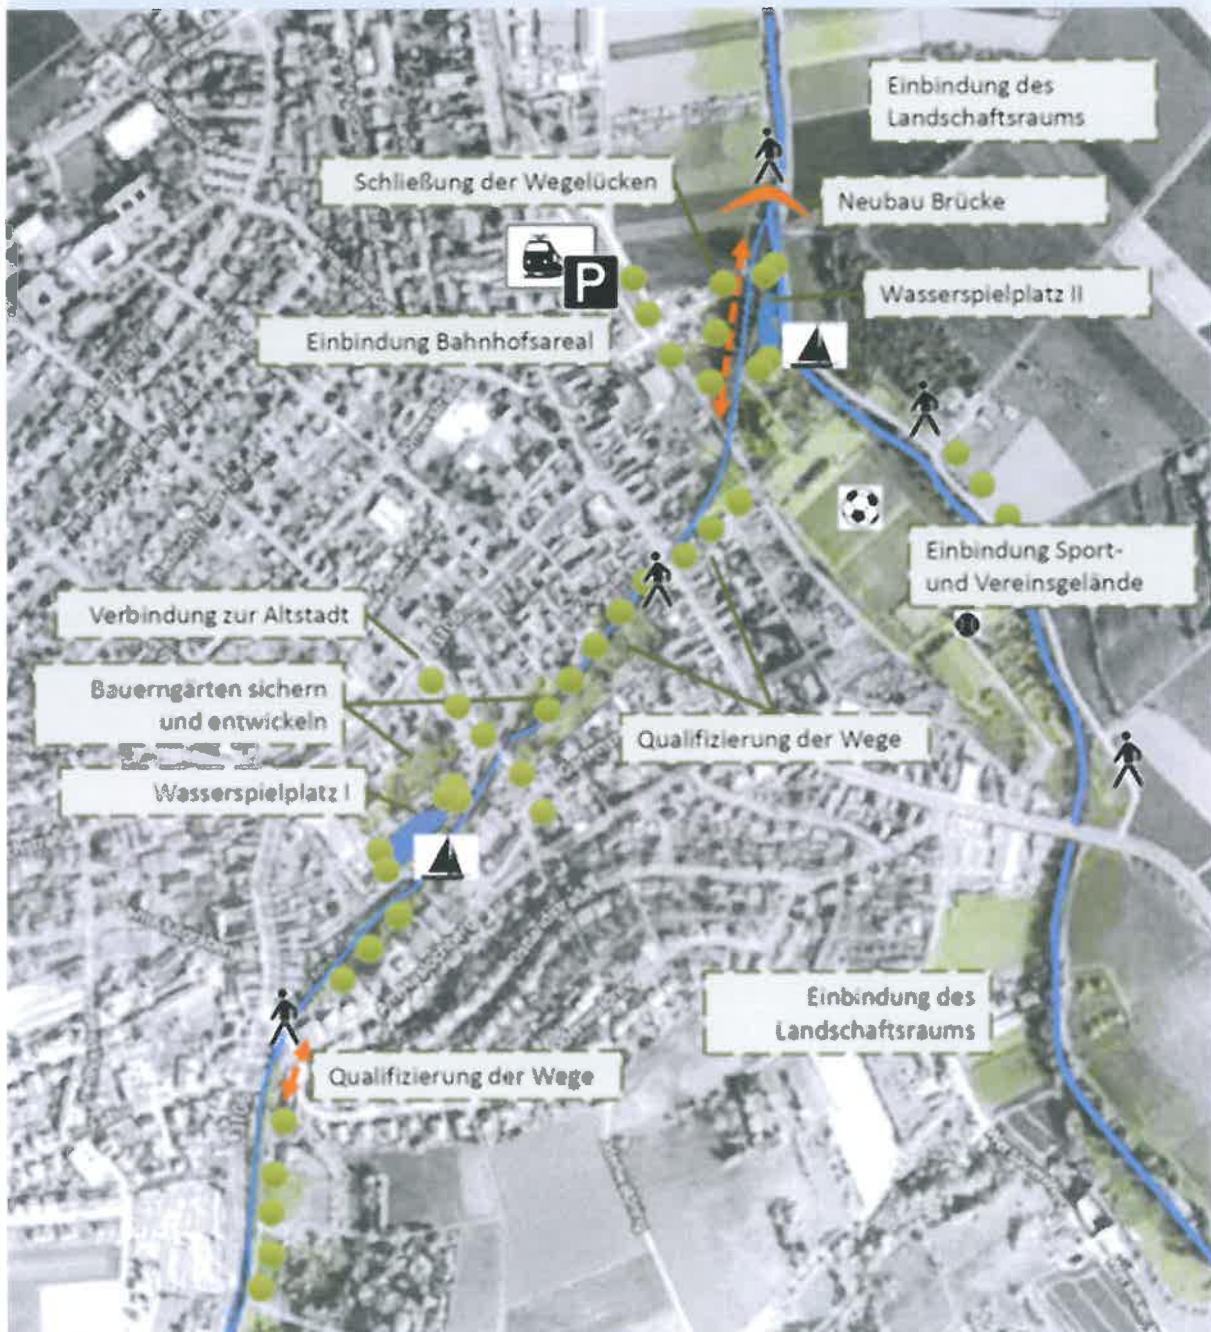 Einbindung des
Landschaftsraums
Schließung der Wegelücken
Neubau Brücke
P
Wasserspielplatz II
Einbindung Bahnhofsareal
Einbindung Sport-
und Vereinsgelände
Verbindung zur Altstadt
Bauerngärten sichern
und entwickeln
Qualifizierung der Wege
Wasserspielplatz I
Einbindung des
Landschaftsraums
Qualifizierung der Wege